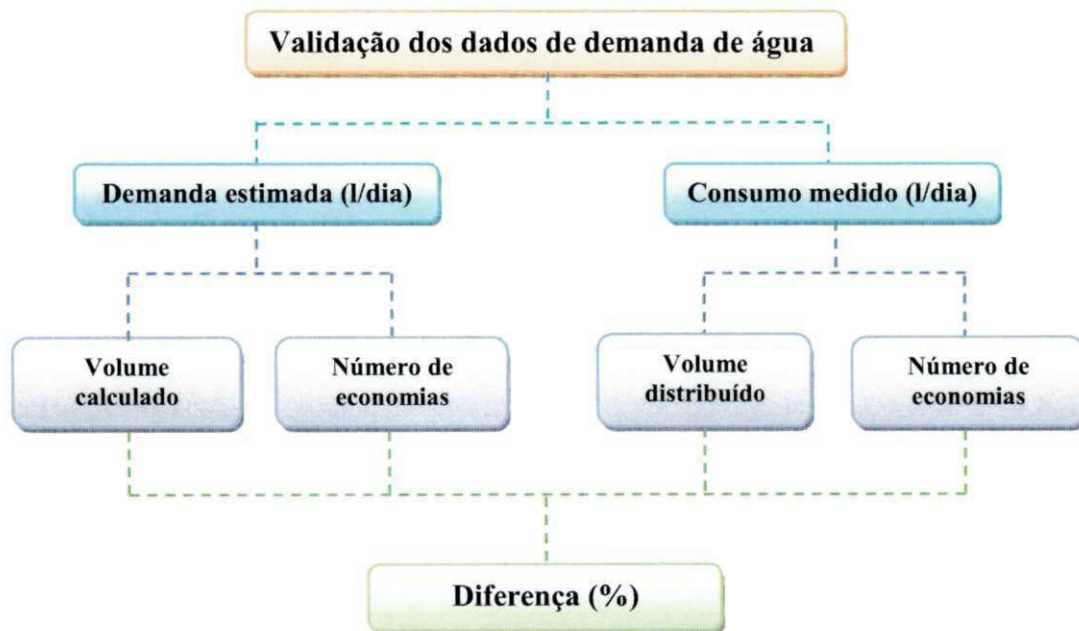 Validação dos dados de demanda de água
Demanda estimada (l/dia)
Consumo medido (l/dia)
Volume
calculado
Número de
economias
Volume
distribuído
Número de
economias
Diferença (%)